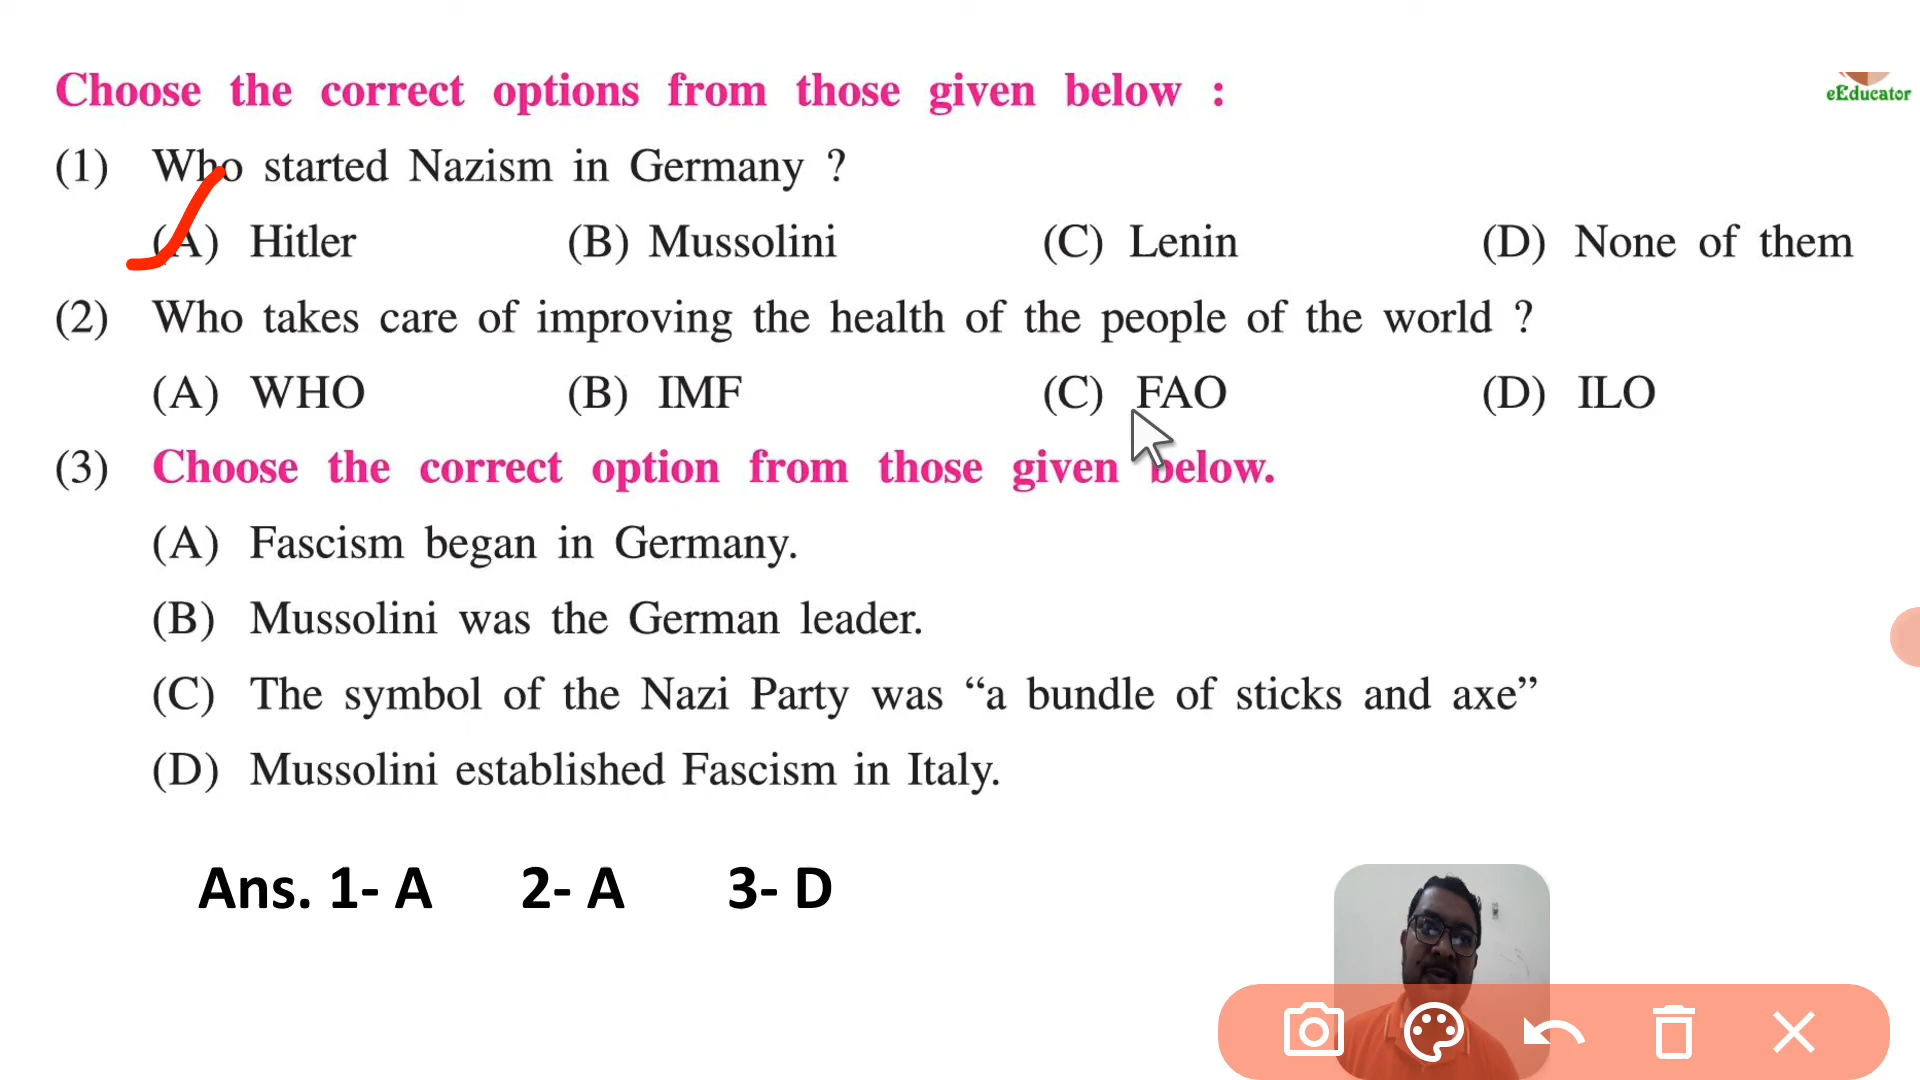 Choose the correct options from those given below :
eEducator
(1) Who started Nazism in Germany ?
(A) Hitler (B) Mussolini (C) Lenin (D) None of them
(2) Who takes care of improving the health of the people of the world ?
(A) WHO (B) IMF (C) FAO (D) ILO
(3) Choose the correct option from those given below.
(A) Fascism began in Germany.
(B) Mussolini was the German leader.
(C) The symbol of the Nazi Party was “a bundle of sticks and axe”
(D) Mussolini established Fascism in Italy.
Ans. 1- A 2- A 3- D